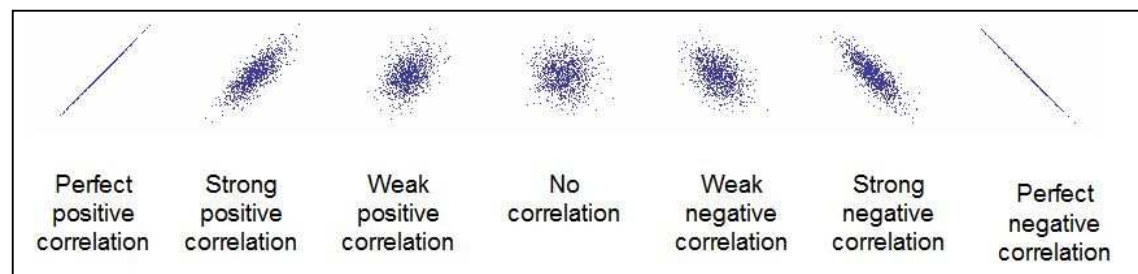 Perfect
positive
correlation
Strong
positive
correlation
Weak
positive
correlation
No
correlation
Weak
negative
correlation
Strong
negative
correlation
Perfect
negative
correlation